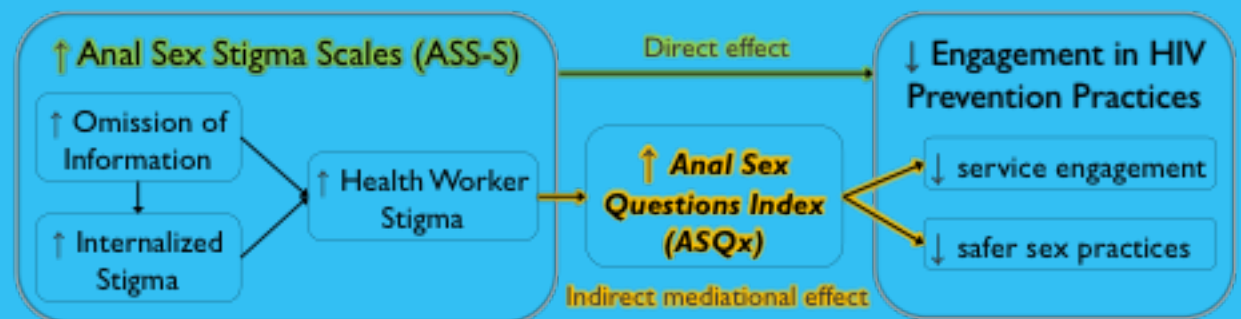 ↑ Anal Sex Stigma Scales (ASS-S)
↑ Omission of
Information
↑ Internalized
Stigma
↑ Health Worker
Stigma
Direct effect
↑ Anal Sex
Questions Index
(ASQx)
Indirect mediational effect
↓ Engagement in HIV
Prevention Practices
↓ service engagement
↓ safer sex practices